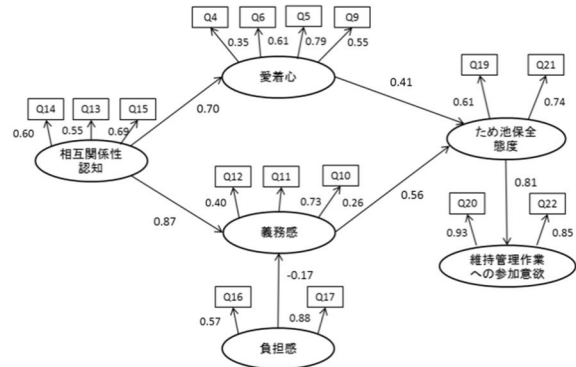 Q4 Q6 Q5 Q9
0.35 0.61 0.79 0.55
愛着心
Q19 Q21
0.61 0.74
Q14 Q13 Q15
0.60 0.55 0.69
相互関係性
認知
0.70
0.41
ため池保全
態度
Q12 Q11 Q10
0.40 0.73 0.26
義務感
0.87
0.56
0.81
Q20 Q22
0.93 0.85
維持管理作業
への参加意欲
-0.17
Q16 Q17
0.57 0.88
負担感